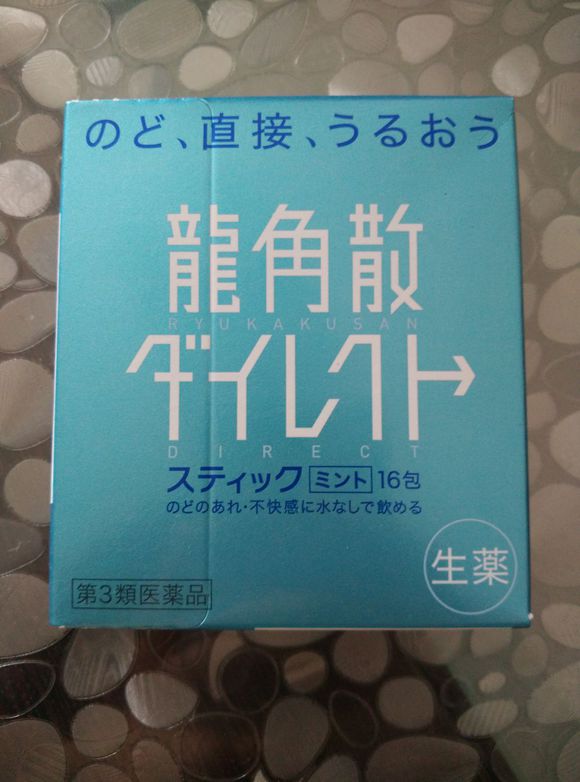 のど、直接、うるおう
龍角散
RYUKAKUSAN
ダイレクト
DIRECT
スティック ミント 16包
のどのあれ・不快感に水なしで飲める
生薬
第3類医薬品